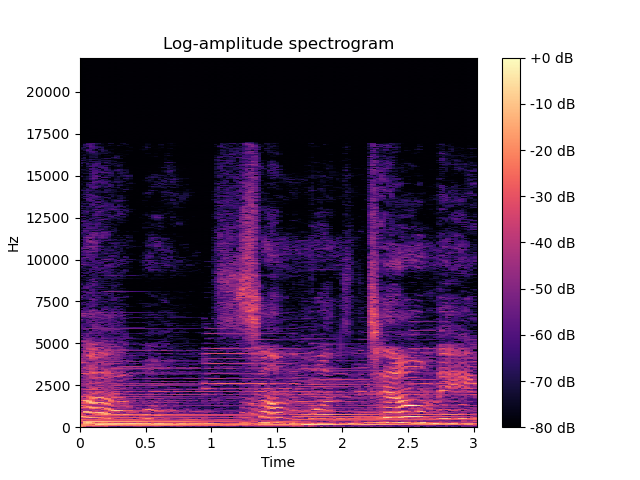 Log-amplitude spectrogram
+0 dB
20000
-10 dB
17500
-20 dB
15000
-30 dB
12500
Hz
-40 dB
10000
-50 dB
7500
-60 dB
5000
-70 dB
2500
0
-80 dB
0 0.5 1 1.5 2 2.5 3
Time